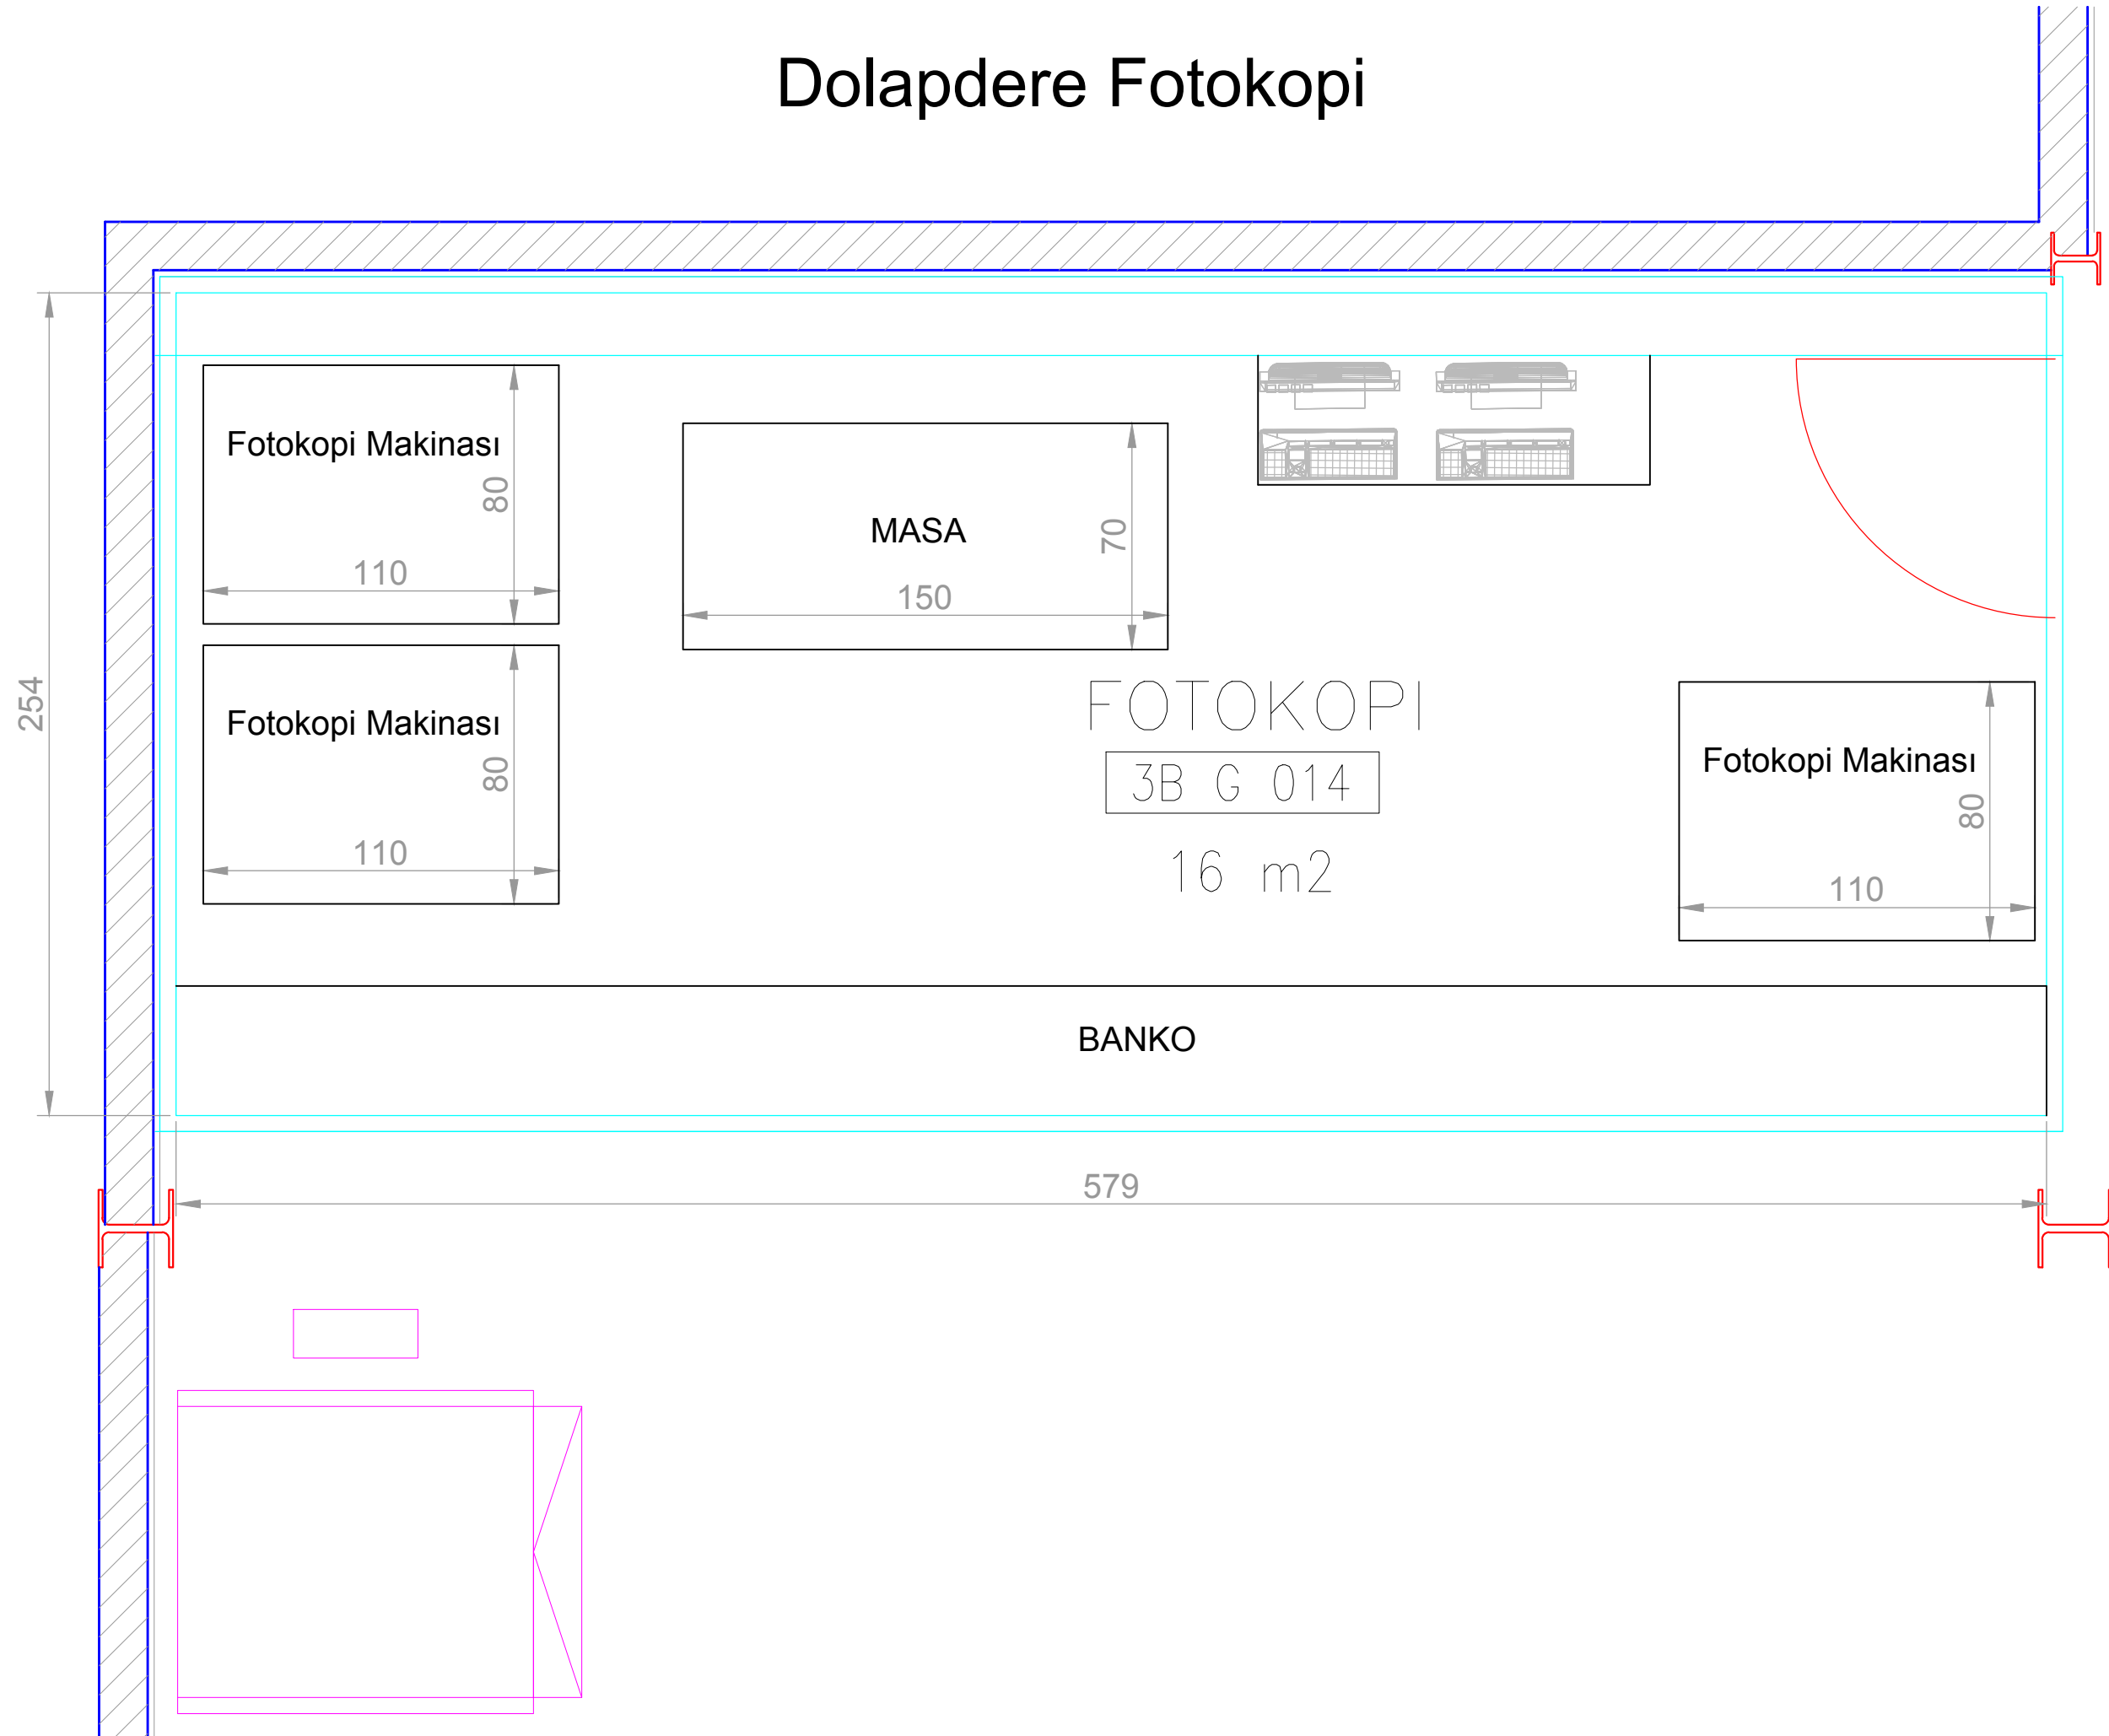 Dolapdere Fotokopi
Fotokopi Makinası
80
110
MASA
70
150
254
Fotokopi Makinası
80
110
FOTOKOPI
3B G 014
16 m2
Fotokopi Makinası
80
110
BANKO
579